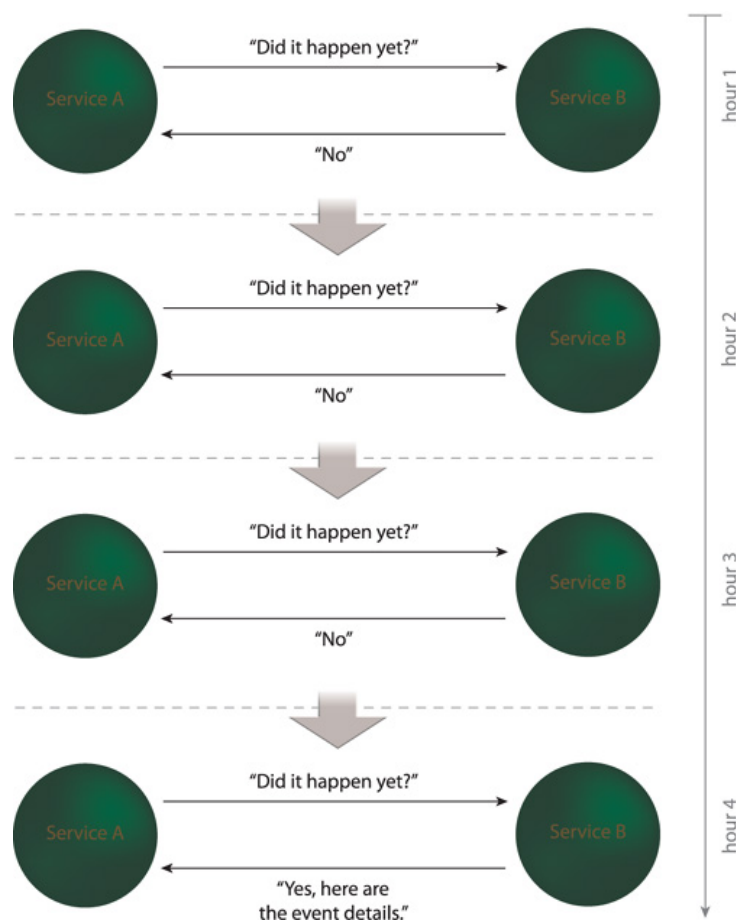 "Did it happen yet?"
Service A
Service B
"No"
hour 1
"Did it happen yet?"
Service A
Service B
"No"
hour 2
"Did it happen yet?"
Service A
Service B
"No"
hour 3
"Did it happen yet?"
Service A
Service B
"Yes, here are
the event details."
hour 4